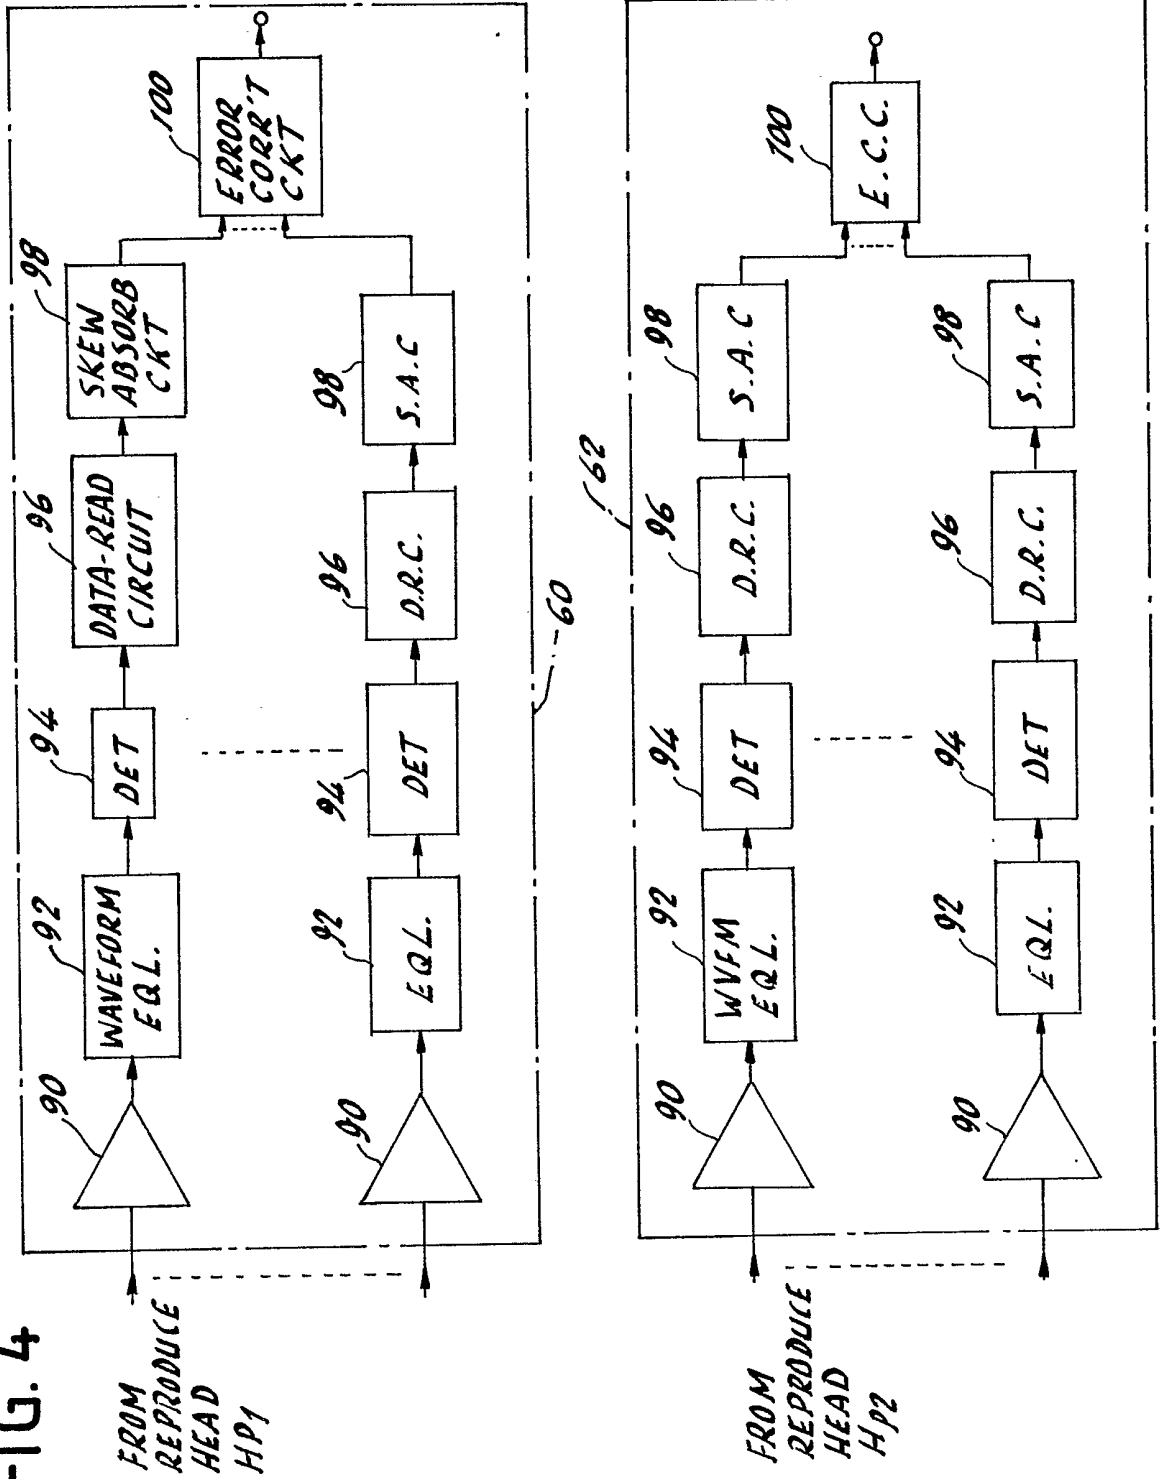 FIG. 4
FROM
REPRODUCE
HEAD
HP1
90
92
WAVEFORM
EQL.
94
DET
96
DATA-READ
CIRCUIT
98
SKEW
ABSORB
CKT
100
ERROR
CORR'T
CKT
90
92
EQL.
94
DET
96
D.R.C.
98
S.A.C
60
FROM
REPRODUCE
HEAD
Hp2
90
92
WVFM
EQL.
94
DET
96
D.R.C.
98
S.A.C
100
E.C.C.
62
90
92
EQL.
94
DET
96
D.R.C.
98
S.A.C